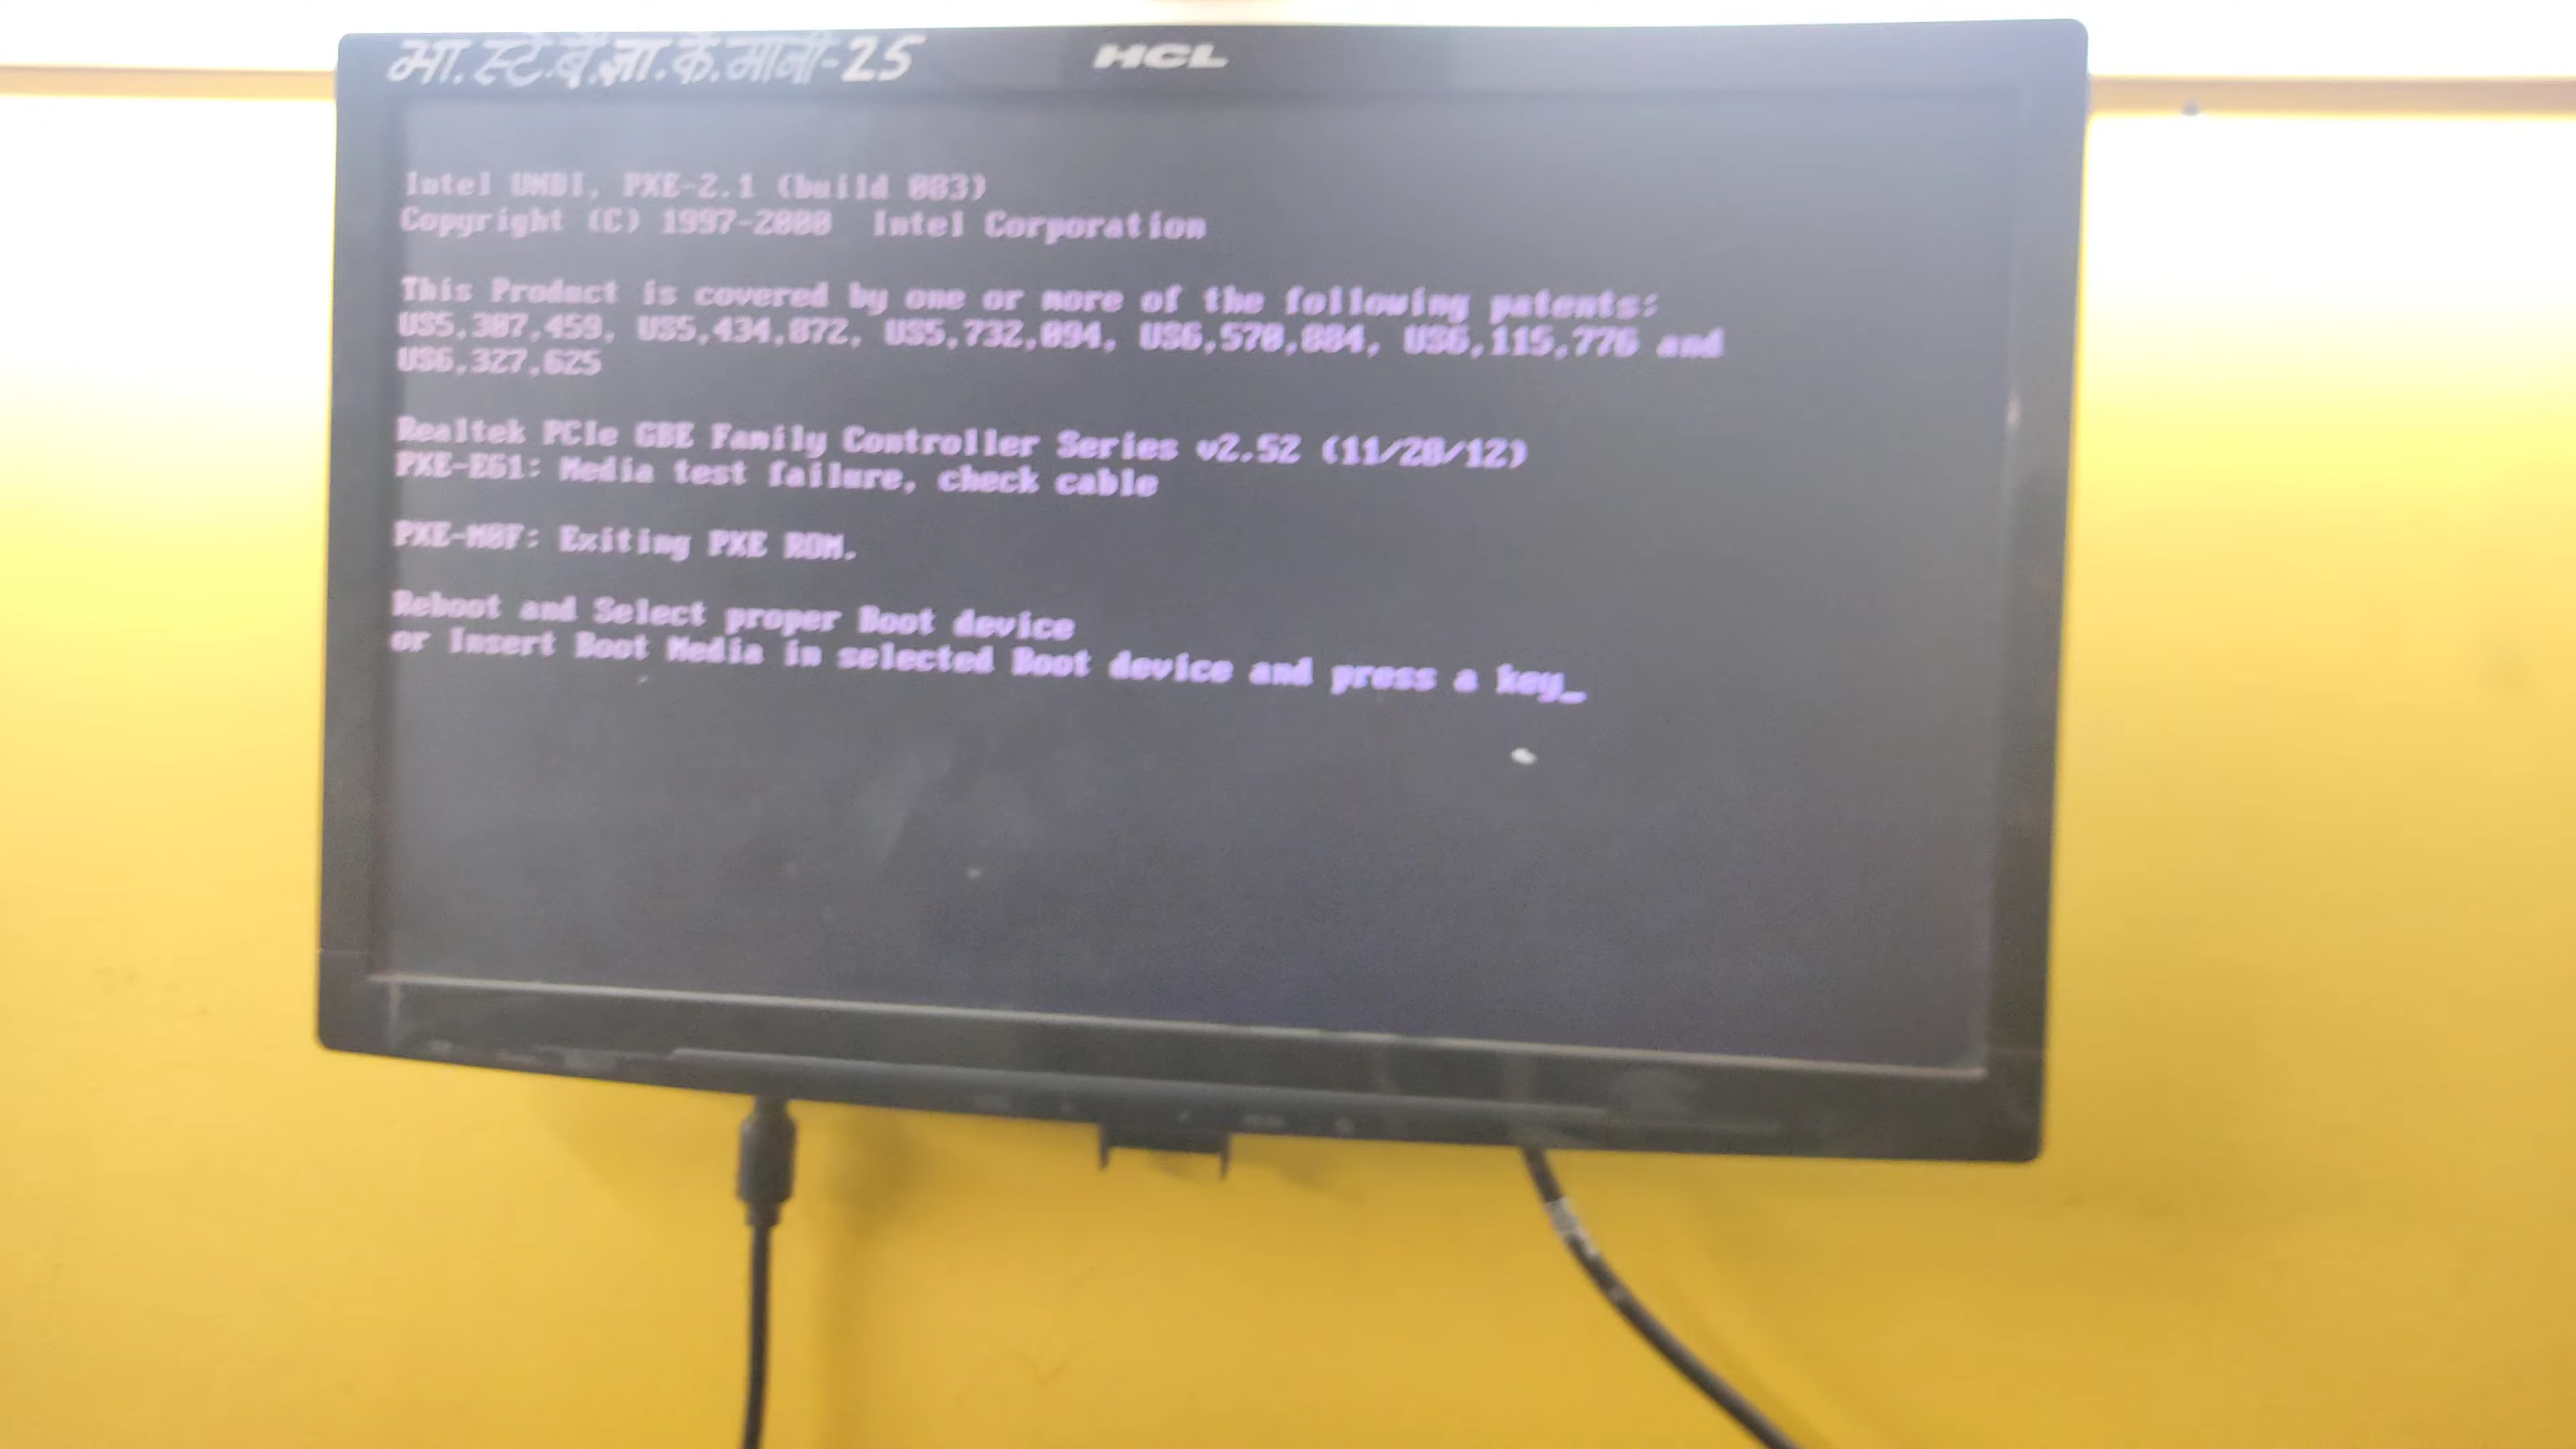 भा.स्टे.बैं.ज्ञा.के.मानी-25
HCL
Intel UNDI, PXE-2.1 (build 083)
Copyright (C) 1997-2000  Intel Corporation
This Product is covered by one or more of the following patents:
US5,307,459, US5,434,872, US5,732,094, US6,570,884, US6,115,776 and
US6,327,625
Realtek PCIe GBE Family Controller Series v2.52 (11/28/12)
PXE-E61: Media test failure, check cable
PXE-M0F: Exiting PXE ROM.
Reboot and Select proper Boot device
or Insert Boot Media in selected Boot device and press a key_